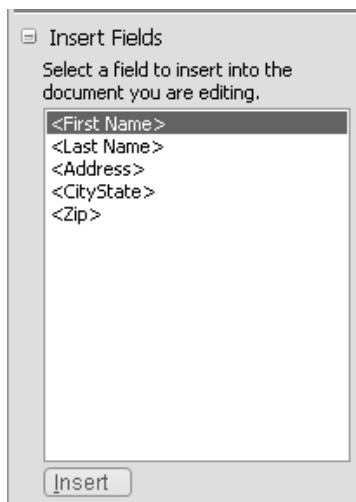 Insert Fields
Select a field to insert into the
document you are editing.
<First Name>
<Last Name>
<Address>
<CityState>
<Zip>
Insert